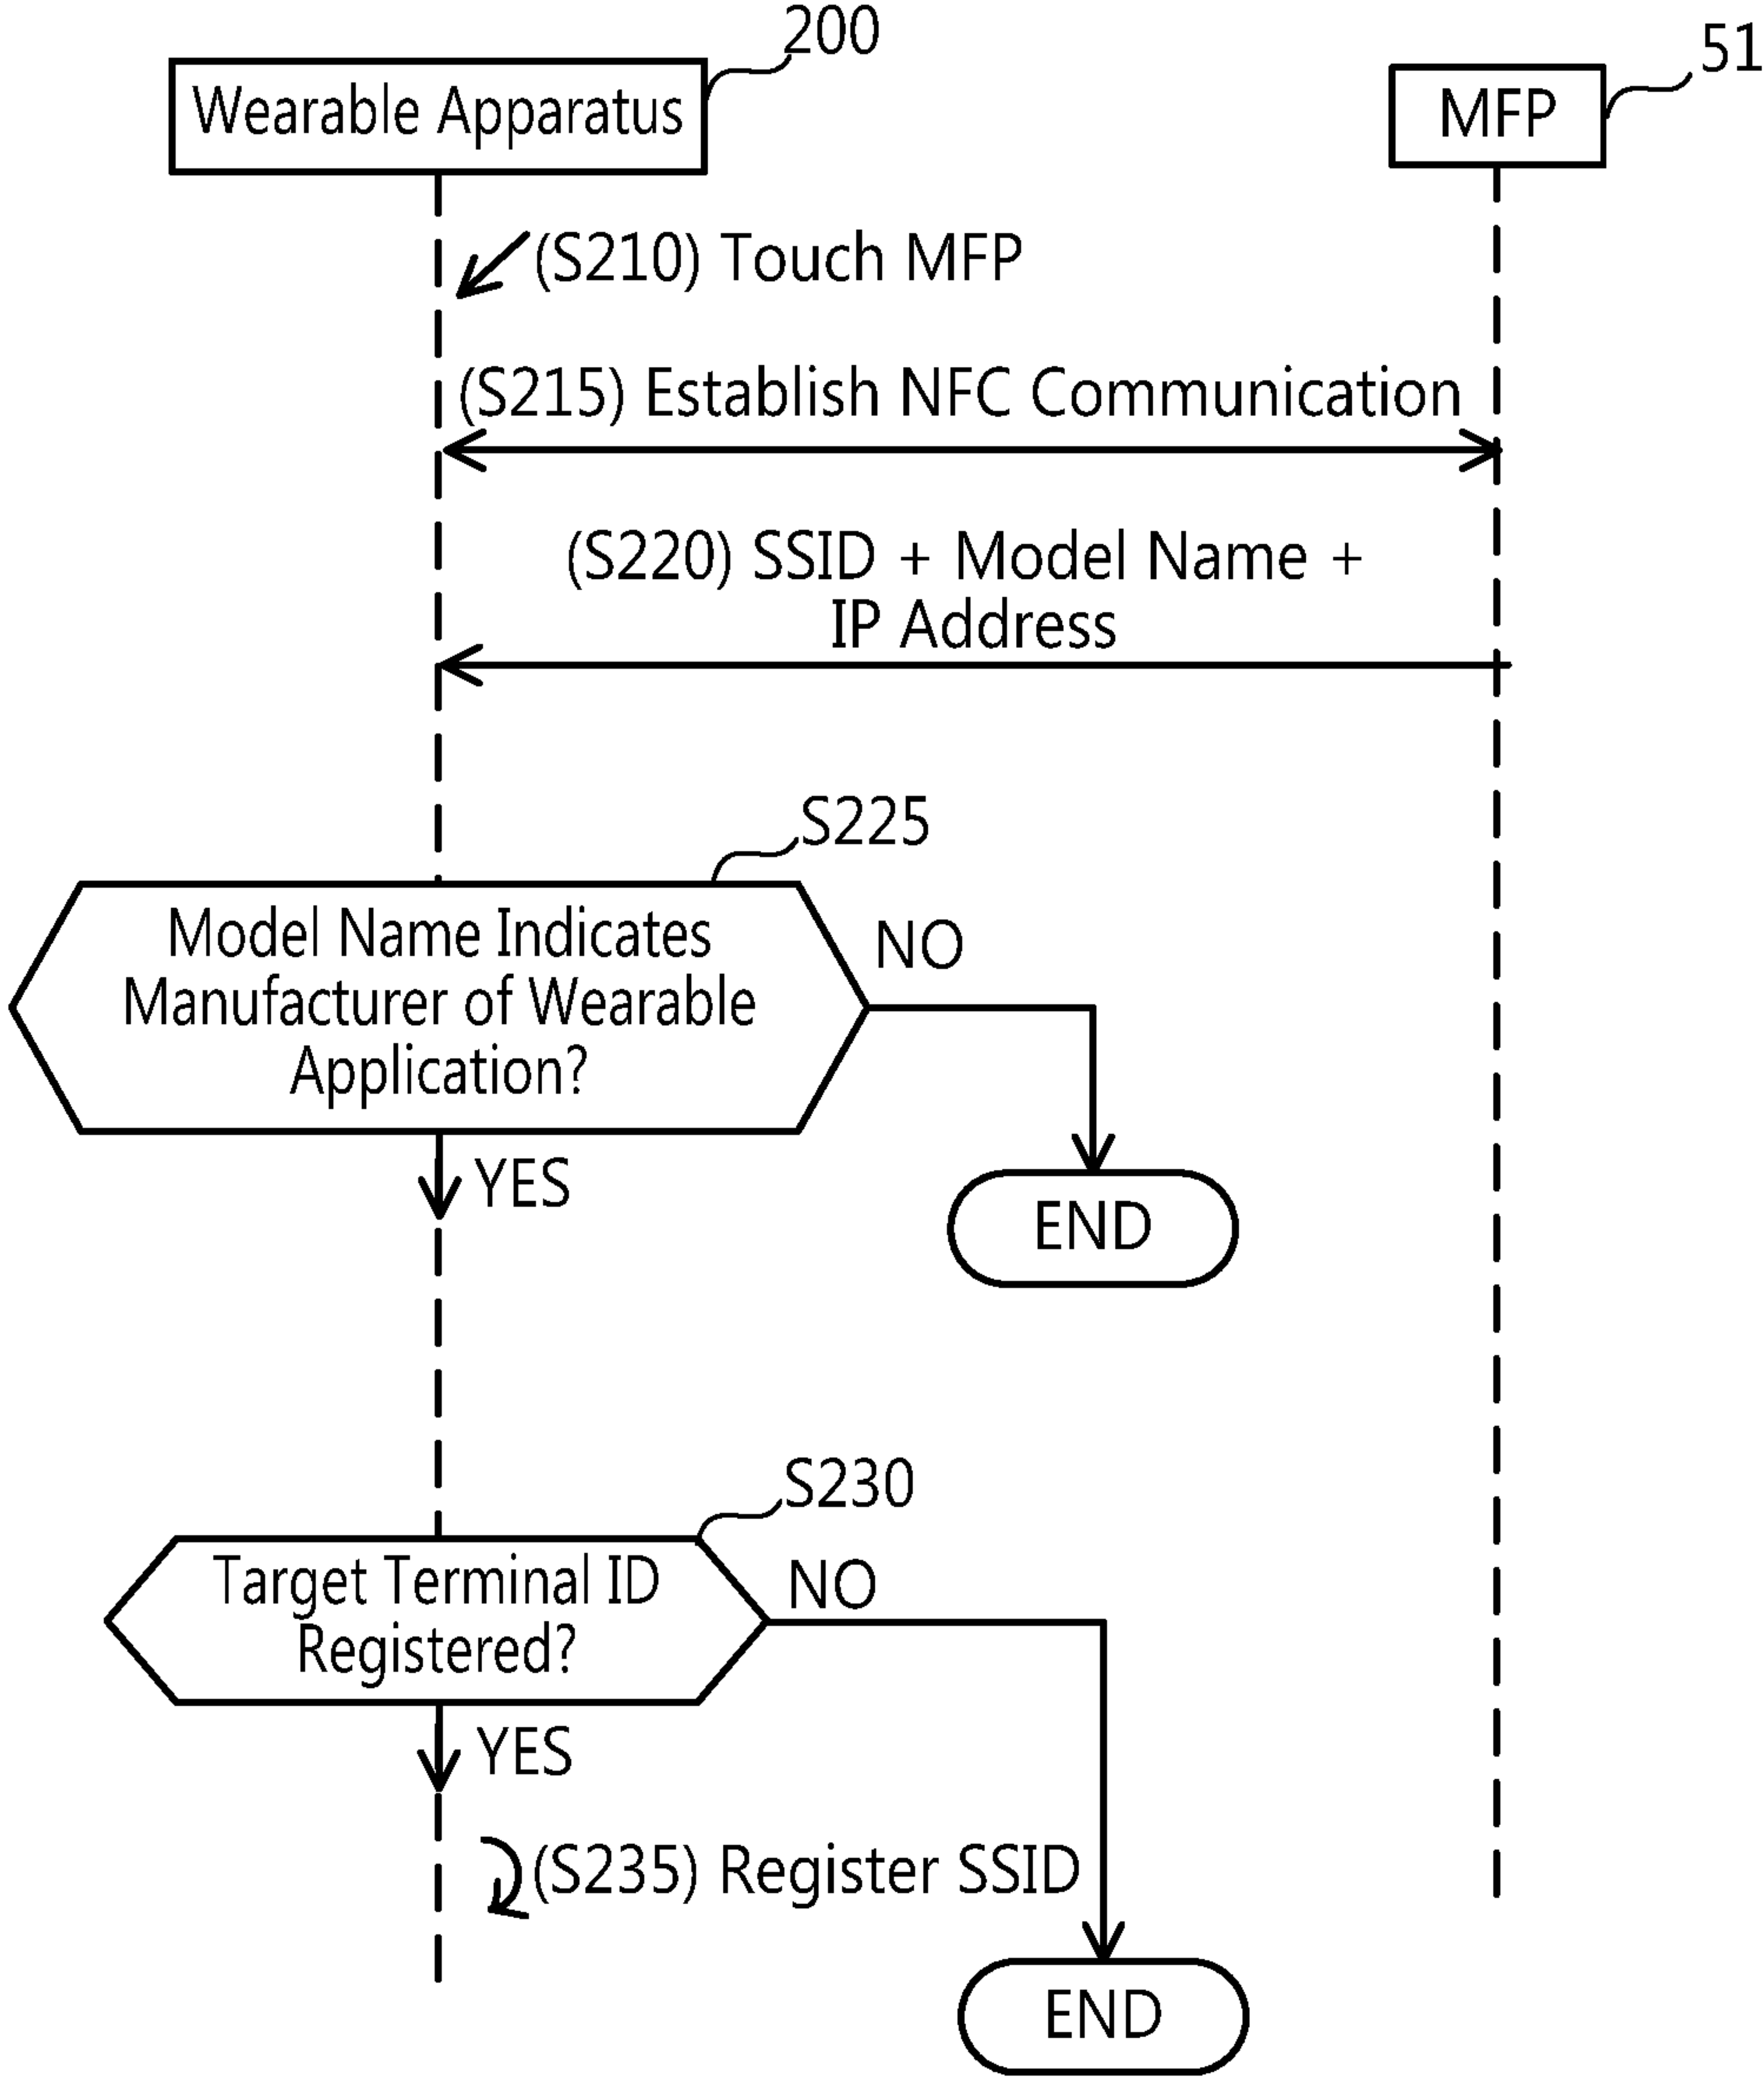 200
51
Wearable Apparatus
MFP
(S210) Touch MFP
(S215) Establish NFC Communication
(S220) SSID + Model Name +
IP Address
S225
Model Name Indicates
Manufacturer of Wearable
Application?
NO
YES
END
S230
Target Terminal ID
Registered?
NO
YES
(S235) Register SSID
END